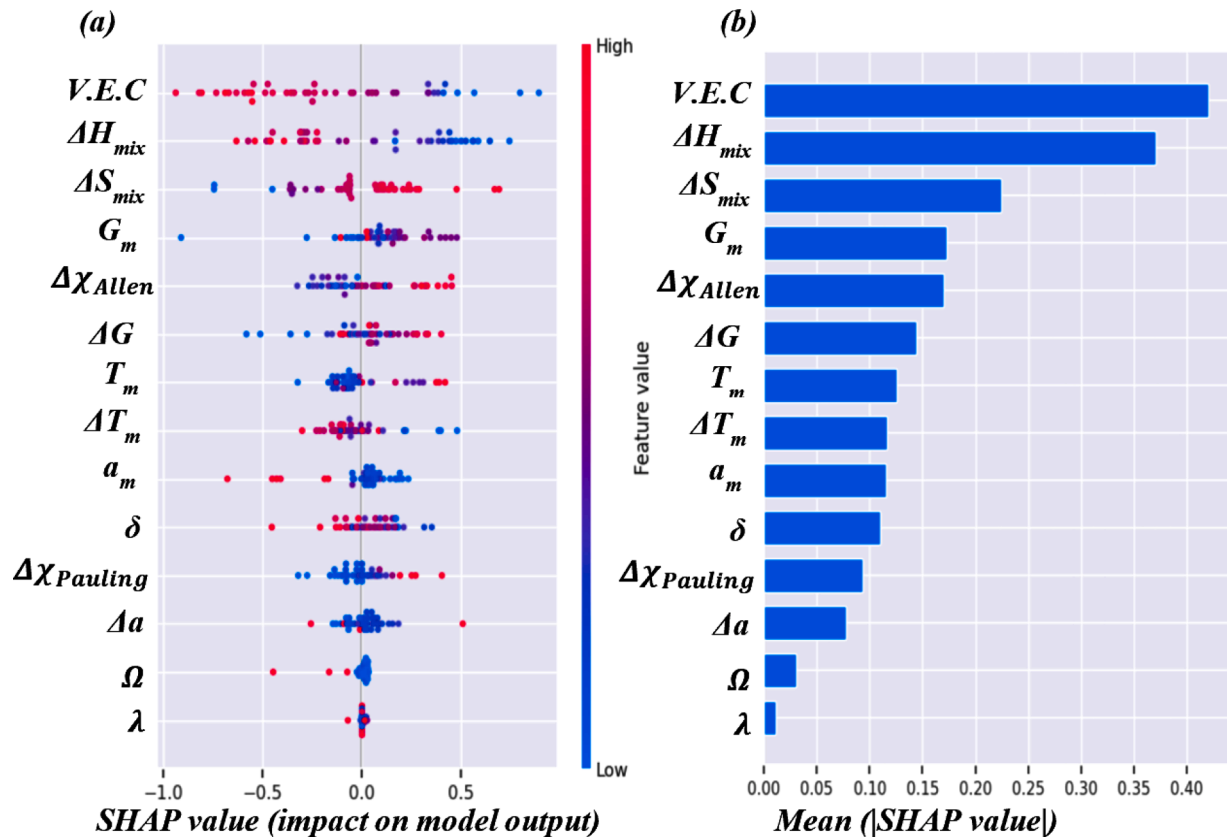 (a)
High
V.E.C
ΔH_mix
ΔS_mix
G_m
Δχ_Allen
ΔG
T_m
ΔT_m
a_m
δ
Δχ_Pauling
Δa
Ω
λ
Low
Feature value
-1.0 -0.5 0.0 0.5
SHAP value (impact on model output)
(b)
V.E.C
ΔH_mix
ΔS_mix
G_m
Δχ_Allen
ΔG
T_m
ΔT_m
a_m
δ
Δχ_Pauling
Δa
Ω
λ
0.00 0.05 0.10 0.15 0.20 0.25 0.30 0.35 0.40
Mean (|SHAP value|)